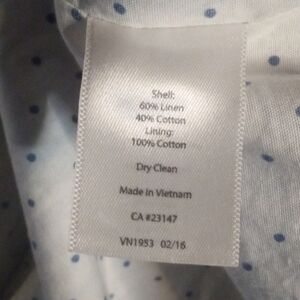 Shell:
60% Linen
40% Cotton
Lining:
100% Cotton
Dry Clean
Made in Vietnam
CA #23147
VN1953 02/16